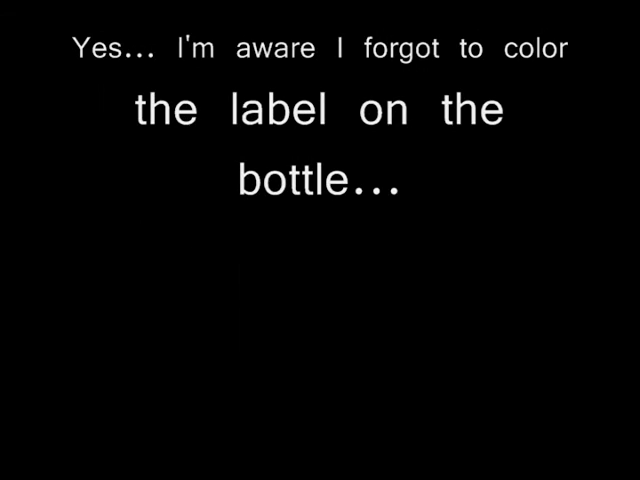 Yes... I'm aware I forgot to color
the label on the
bottle...